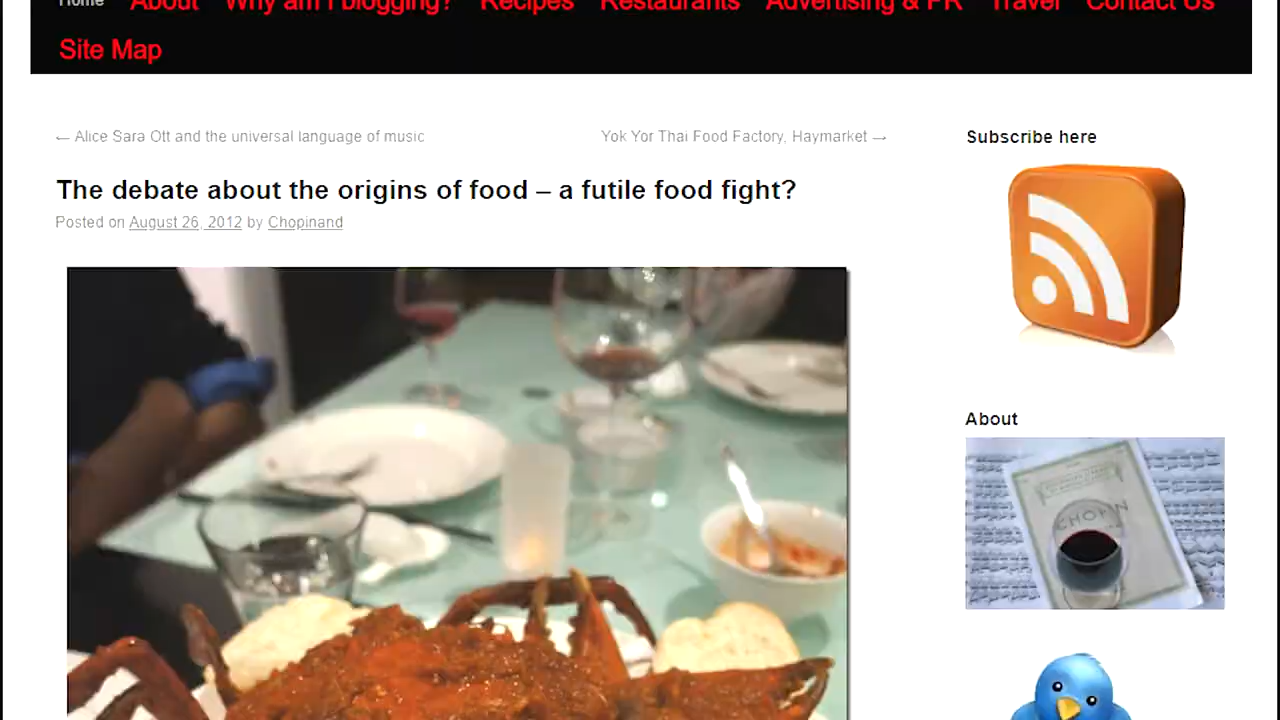 Home About Why am I blogging? Recipes Restaurants Advertising & PR Travel Contact Us
Site Map
← Alice Sara Ott and the universal language of music
Yok Yor Thai Food Factory, Haymarket →
The debate about the origins of food – a futile food fight?
Posted on August 26, 2012 by Chopinand
Subscribe here
About
CHOPIN